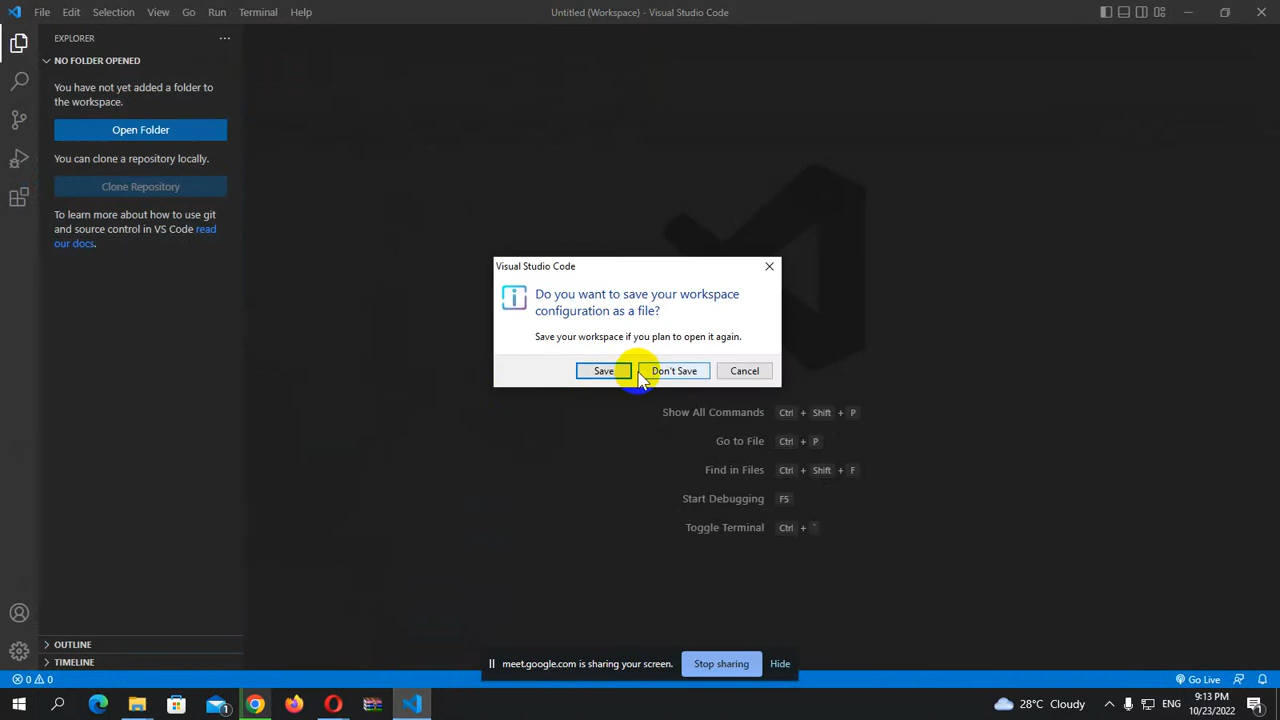 File Edit Selection View Go Run Terminal Help
Untitled (Workspace) - Visual Studio Code
EXPLORER
NO FOLDER OPENED
You have not yet added a folder to
the workspace.
Open Folder
You can clone a repository locally.
Clone Repository
To learn more about how to use git
and source control in VS Code read
our docs.
Visual Studio Code
Do you want to save your workspace
configuration as a file?
Save your workspace if you plan to open it again.
Save Don't Save Cancel
Show All Commands Ctrl + Shift + P
Go to File Ctrl + P
Find in Files Ctrl + Shift + F
Start Debugging F5
Toggle Terminal Ctrl + `
OUTLINE
TIMELINE
meet.google.com is sharing your screen. Stop sharing Hide
0 0
Go Live
28°C Cloudy
ENG
9:13 PM
10/23/2022
1
1